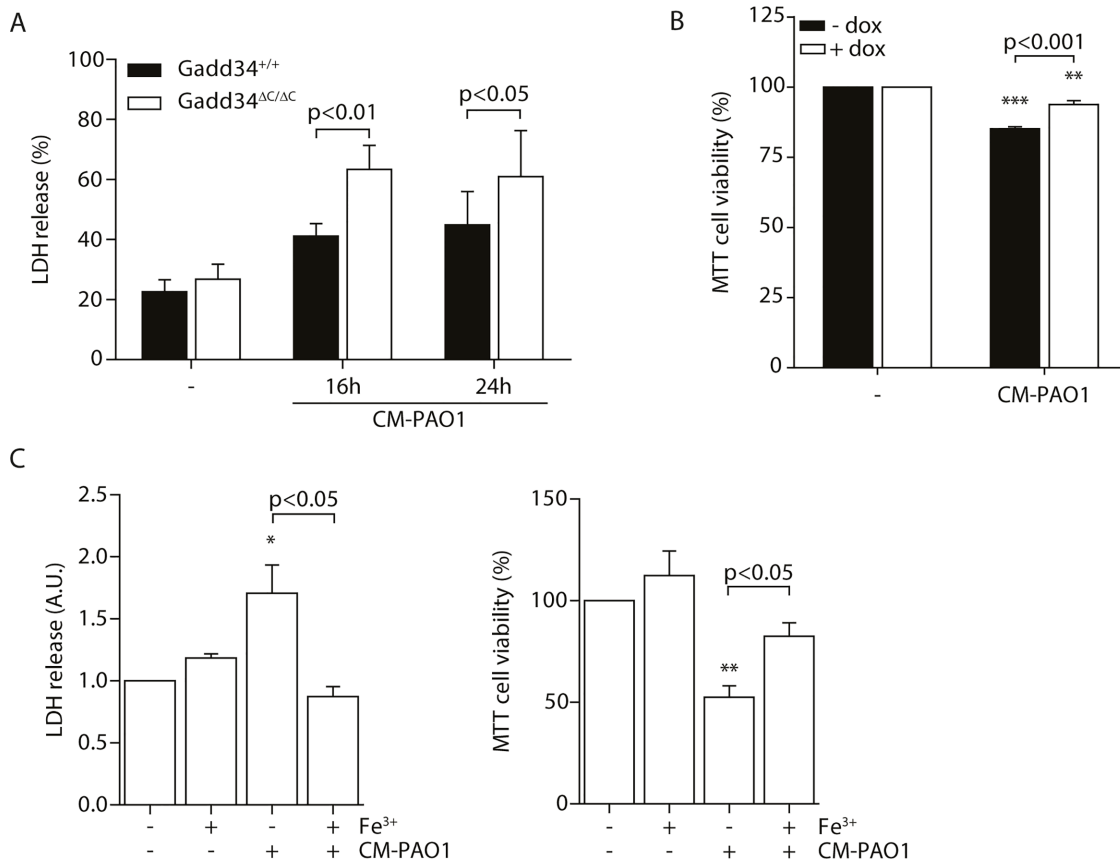 A
LDH release (%)
100
80
60
40
20
0
Gadd34+/+
Gadd34ΔC/ΔC
p<0.01
p<0.05
-
16h
24h
CM-PAO1
B
MTT cell viability (%)
125
100
75
50
25
0
- dox
+ dox
p<0.001
***
**
-
CM-PAO1
C
LDH release (A.U.)
2.5
2.0
1.5
1.0
0.5
0.0
p<0.05
*
- + - + Fe3+
- - + + CM-PAO1
MTT cell viability (%)
150
100
50
0
p<0.05
**
- + - + Fe3+
- - + + CM-PAO1